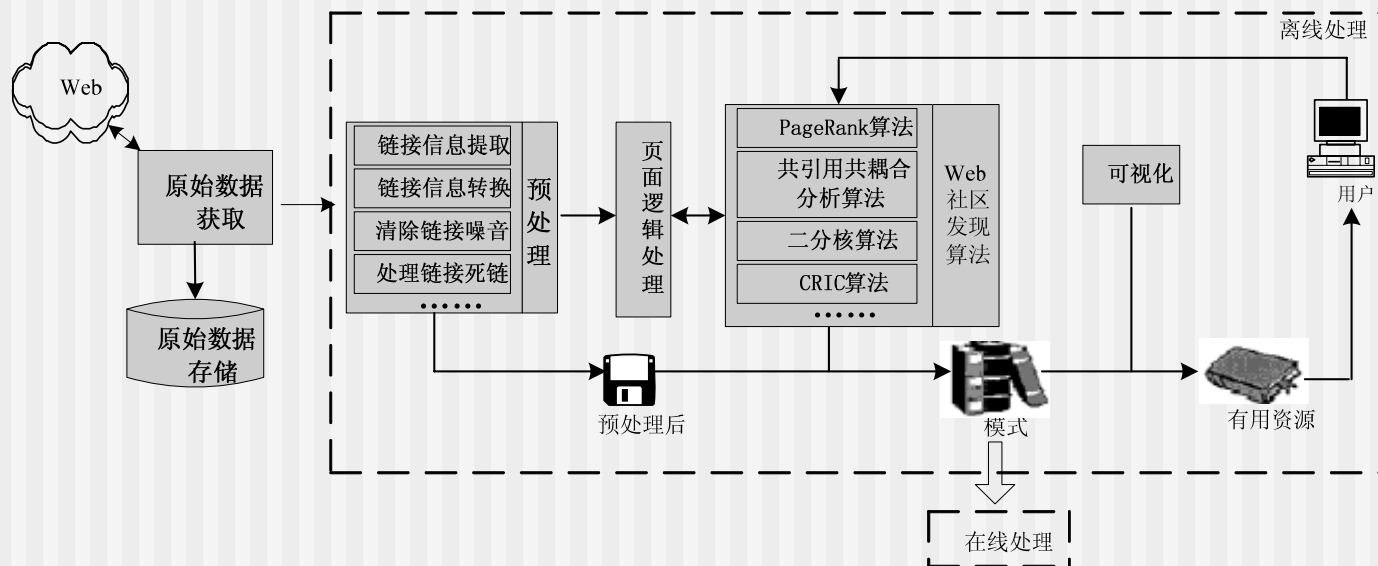 离线处理
Web
原始数据
获取
原始数据
存储
链接信息提取
链接信息转换
清除链接噪音
处理链接死链
......
预处理
页面逻辑处理
PageRank算法
共引用共耦合
分析算法
二分核算法
CRIC算法
......
Web
社区
发现
算法
可视化
用户
预处理后
模式
有用资源
在线处理